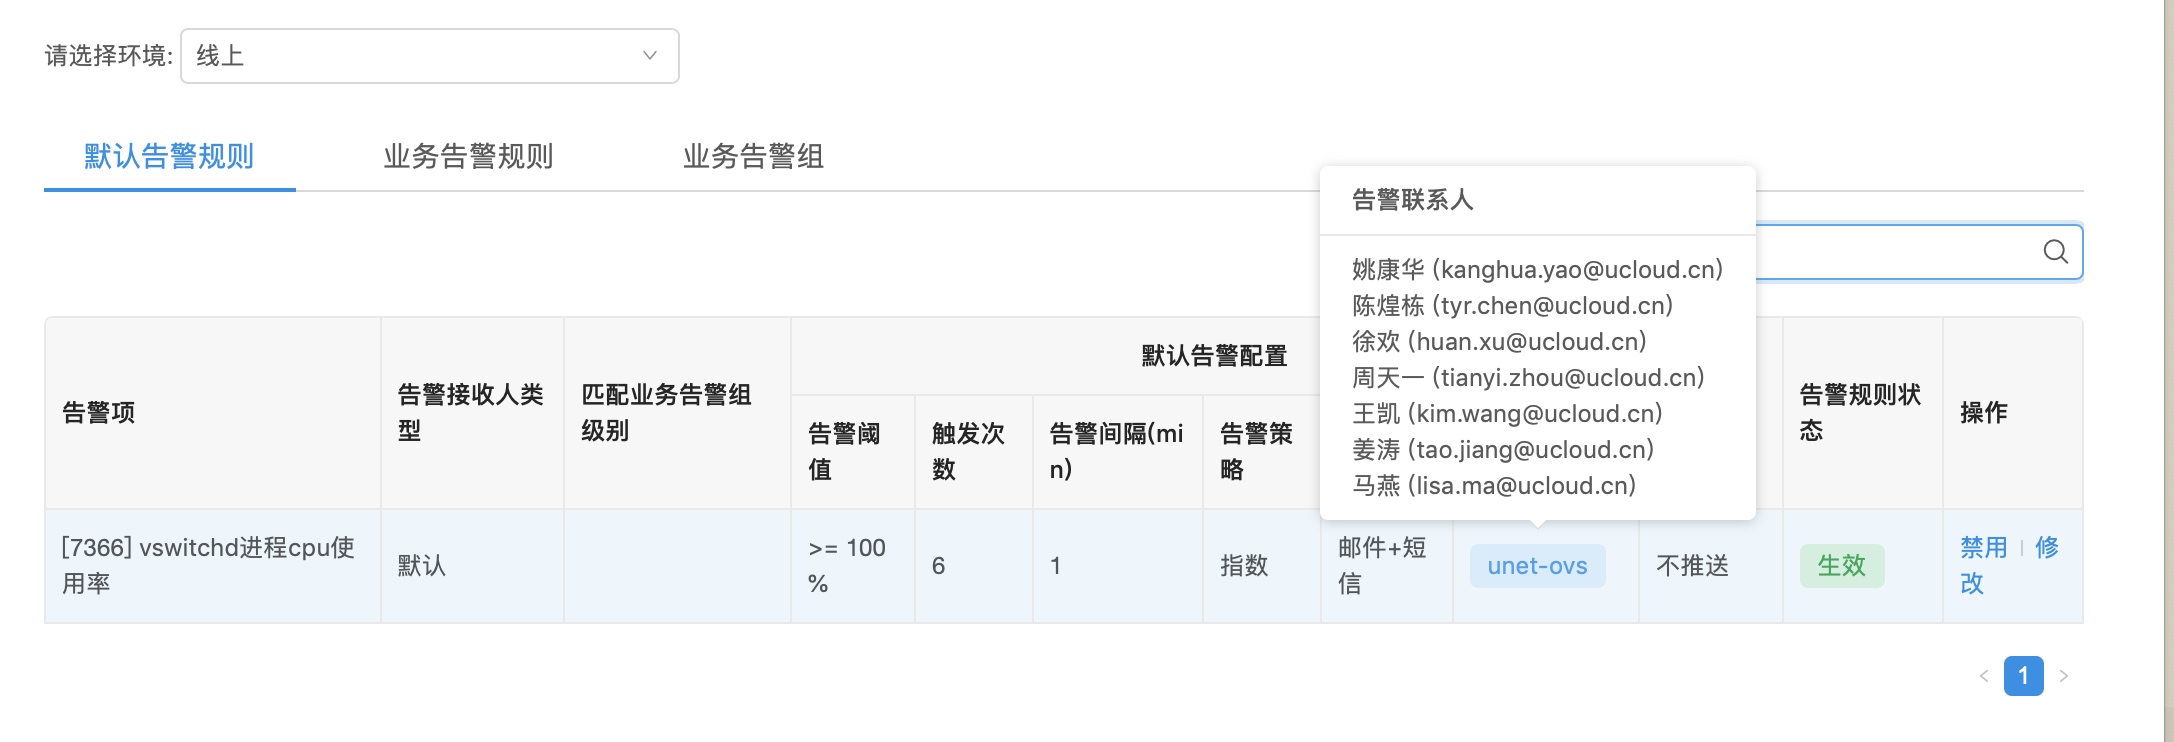 请选择环境: 线上
默认告警规则 业务告警规则 业务告警组
告警联系人
姚康华 (kanghua.yao@ucloud.cn)
陈煌栋 (tyr.chen@ucloud.cn)
徐欢 (huan.xu@ucloud.cn)
周天一 (tianyi.zhou@ucloud.cn)
王凯 (kim.wang@ucloud.cn)
姜涛 (tao.jiang@ucloud.cn)
马燕 (lisa.ma@ucloud.cn)
告警项
告警接收人类
型
匹配业务告警组
级别
默认告警配置
告警阈
值
触发次
数
告警间隔(mi
n)
告警策
略
告警规则状
态
操作
[7366] vswitchd进程cpu使
用率
默认
>= 100
%
6
1
指数
邮件+短
信
unet-ovs
不推送
生效
禁用 | 修
改
< 1 >